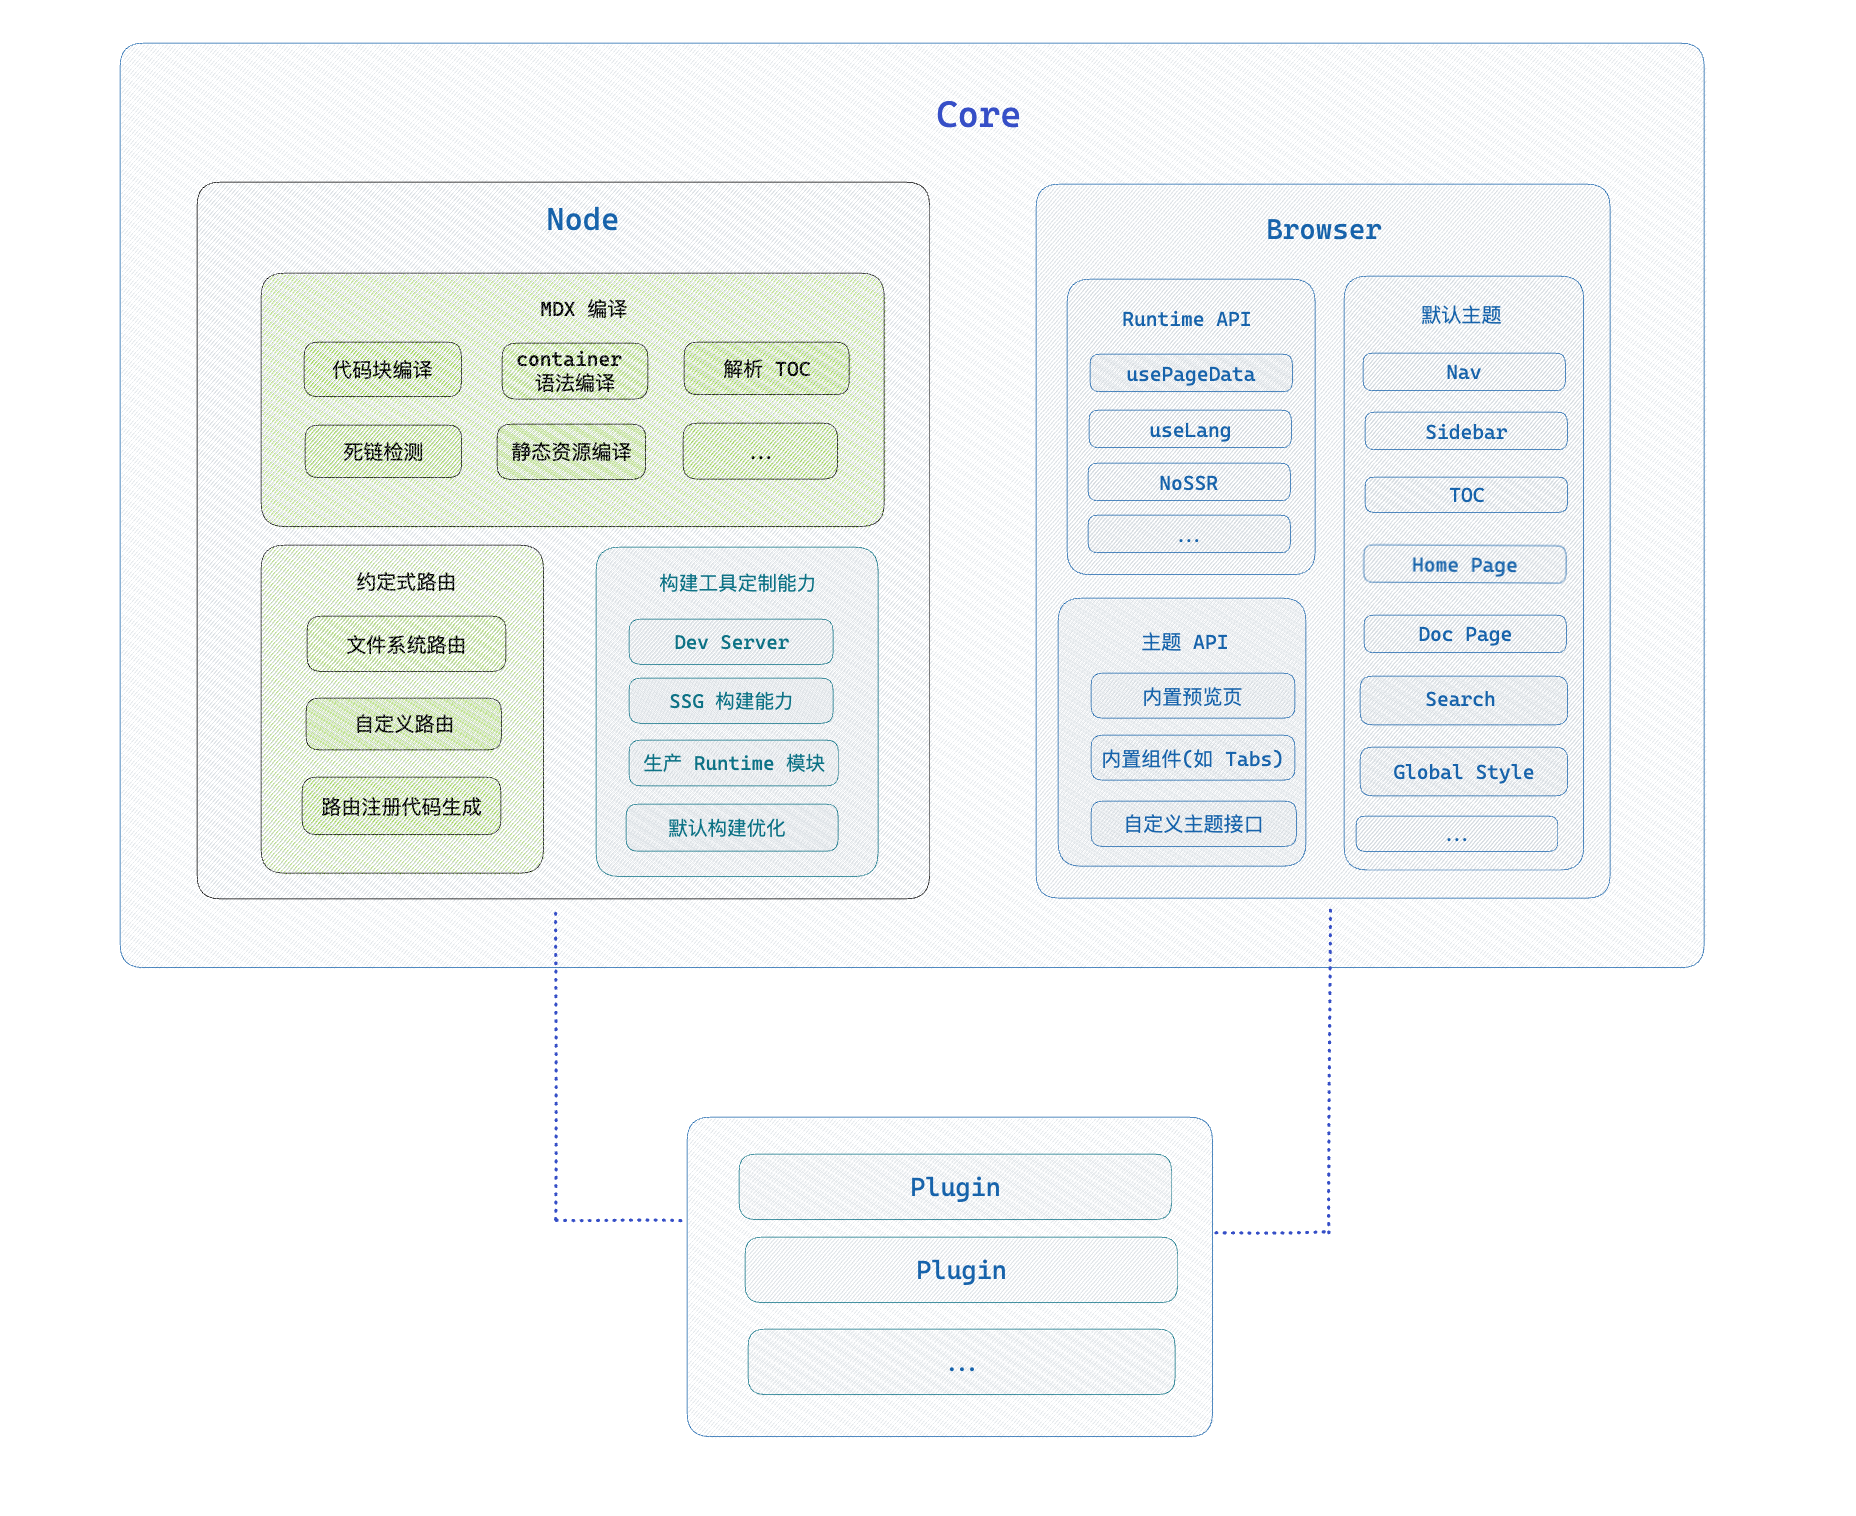 Core
Node
MDX 编译
代码块编译
container
语法编译
解析 TOC
死链检测
静态资源编译
...
约定式路由
文件系统路由
自定义路由
路由注册代码生成
构建工具定制能力
Dev Server
SSG 构建能力
生产 Runtime 模块
默认构建优化
Browser
Runtime API
usePageData
useLang
NoSSR
...
主题 API
内置预览页
内置组件(如 Tabs)
自定义主题接口
默认主题
Nav
Sidebar
TOC
Home Page
Doc Page
Search
Global Style
...
Plugin
Plugin
...